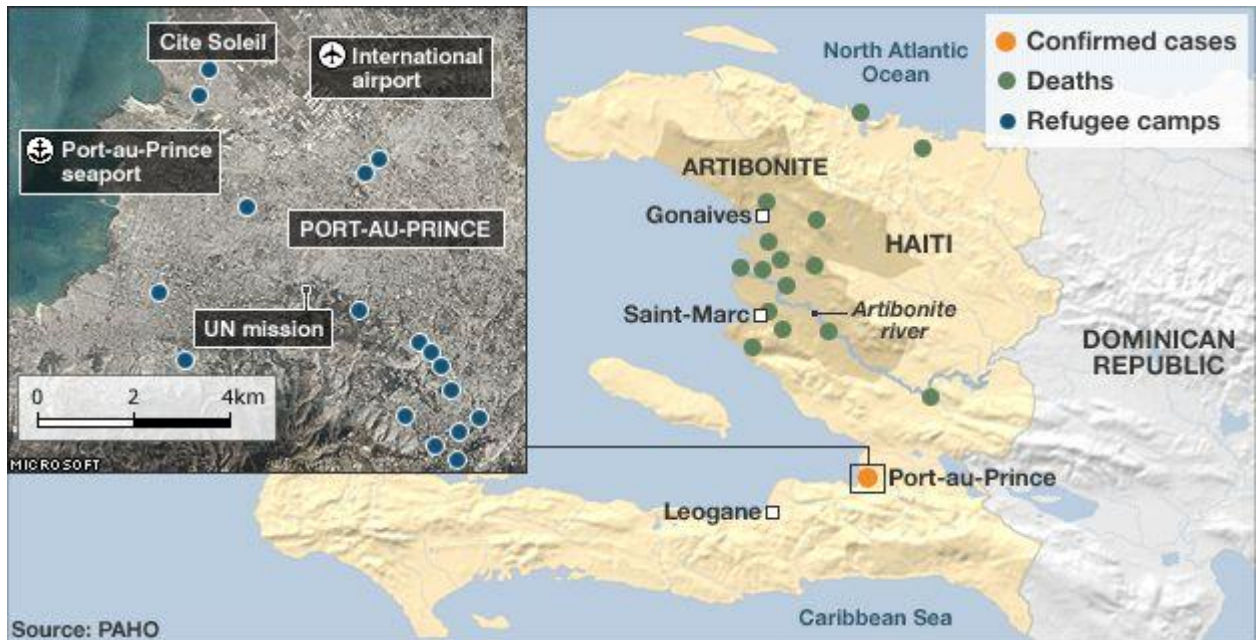 Cite Soleil
International
airport
Port-au-Prince
seaport
PORT-AU-PRINCE
UN mission
0 2 4km
MICROSOFT
North Atlantic
Ocean
Confirmed cases
Deaths
Refugee camps
ARTIBONITE
Gonaives
HAITI
Saint-Marc
Artibonite
river
DOMINICAN
REPUBLIC
Port-au-Prince
Leogane
Caribbean Sea
Source: PAHO